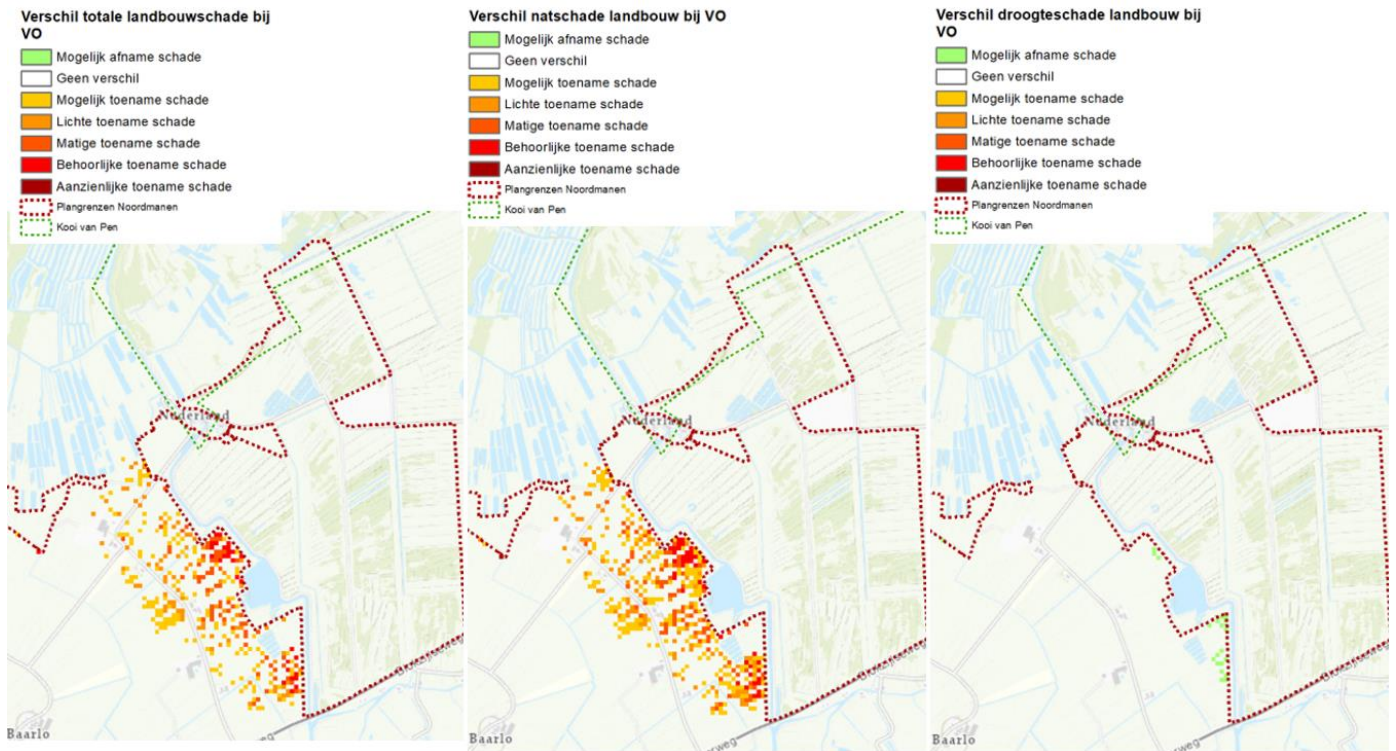 Verschil totale landbouwschade bij
VO
Mogelijk afname schade
Geen verschil
Mogelijk toename schade
Lichte toename schade
Matige toename schade
Behoorlijke toename schade
Aanzienlijke toename schade
Plangrenzen Noordmanen
Kooi van Pen
Nederland
Baarlo
Verschil natschade landbouw bij VO
Mogelijk afname schade
Geen verschil
Mogelijk toename schade
Lichte toename schade
Matige toename schade
Behoorlijke toename schade
Aanzienlijke toename schade
Plangrenzen Noordmanen
Kooi van Pen
Nederland
Verschil droogteschade landbouw bij
VO
Mogelijk afname schade
Geen verschil
Mogelijk toename schade
Lichte toename schade
Matige toename schade
Behoorlijke toename schade
Aanzienlijke toename schade
Plangrenzen Noordmanen
Kooi van Pen
Nederland
Baarlo